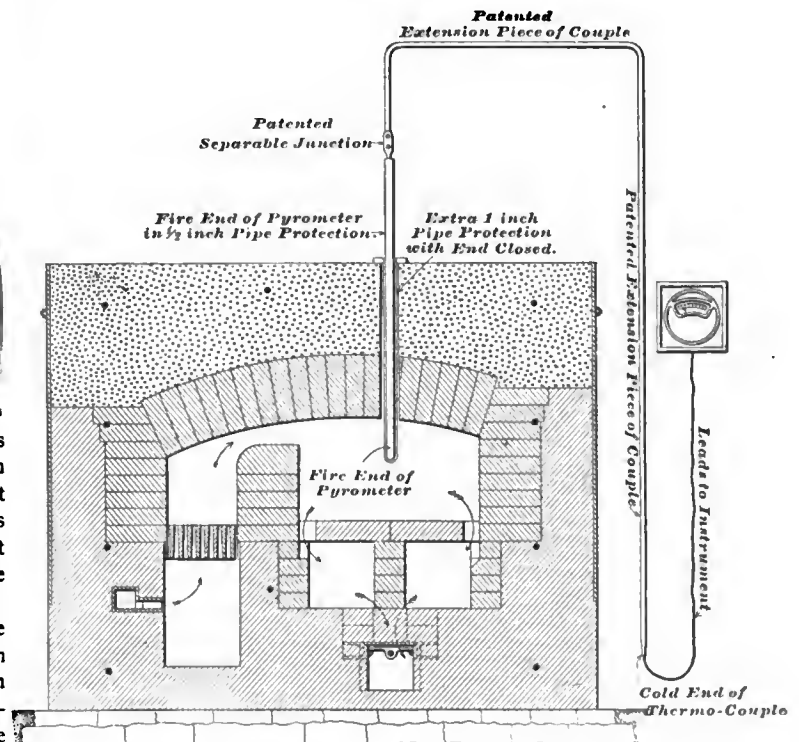 Patented
Extension Piece of Couple
Patented
Separable Junction
Fire End of Pyrometer
in ½ inch Pipe Protection
Extra 1 inch
Pipe Protection
with End Closed.
Patented Extension Piece of Couple
Fire End of
Pyrometer
Leads to Instrument
Cold End of
Thermo-Couple